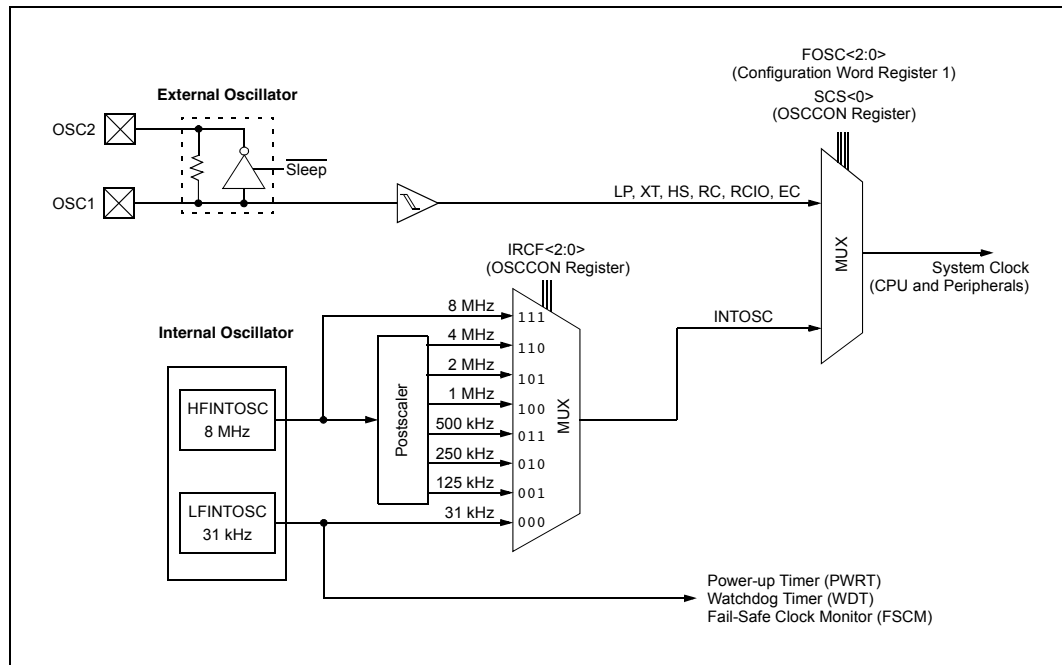 FOSC<2:0>
(Configuration Word Register 1)
SCS<0>
(OSCCON Register)
External Oscillator
OSC2
Sleep
OSC1
LP, XT, HS, RC, RCIO, EC
IRCF<2:0>
(OSCCON Register)
MUX
System Clock
(CPU and Peripherals)
8 MHz
111
INTOSC
Internal Oscillator
4 MHz
110
2 MHz
101
HFINTOSC
8 MHz
Postscaler
1 MHz
100
MUX
500 kHz
011
250 kHz
010
125 kHz
001
LFINTOSC
31 kHz
31 kHz
000
Power-up Timer (PWRT)
Watchdog Timer (WDT)
Fail-Safe Clock Monitor (FSCM)